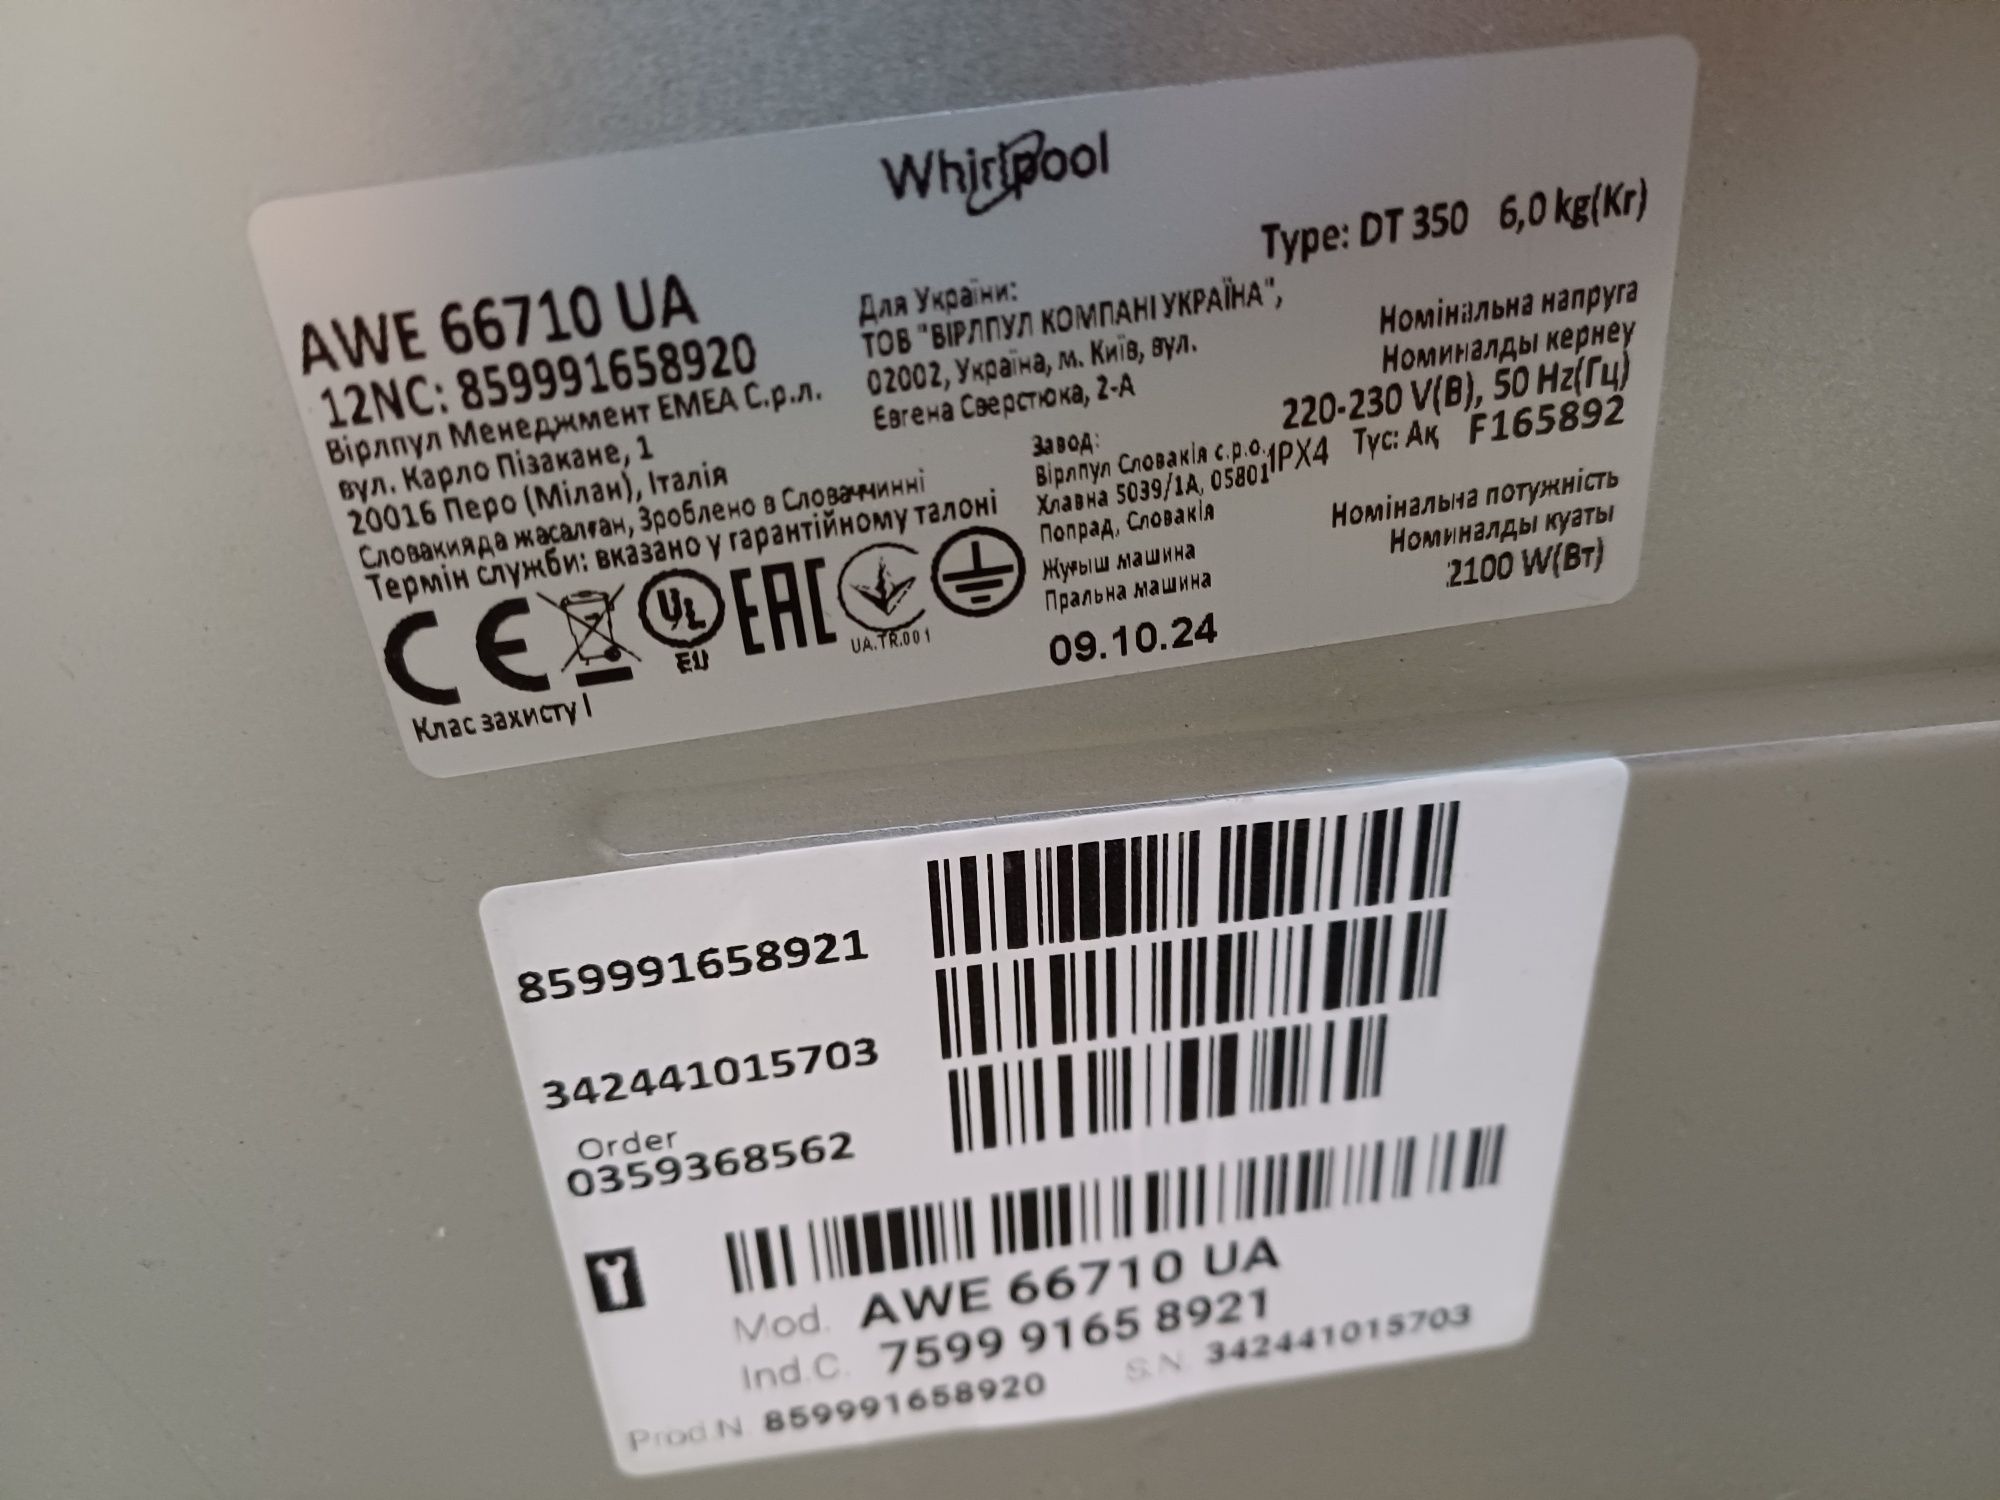 Whirlpool
Type: DT 350 6,0 kg(Кг)
AWE 66710 UA
12NC: 859991658920
Вірлпул Менеджмент ЕМЕА С.р.л.
вул. Карло Пізакане, 1
20016 Перо (Мілан), Італія
Словакияда жасалған, Зроблено в Словаччинні
Термін служби: вказано у гарантійному талоні
Для України:
ТОВ "ВІРЛПУЛ КОМПАНІ УКРАЇНА",
02002, Україна, м. Київ, вул.
Євгена Сверстюка, 2-А
Номінальна напруга
Номиналды кернеу
220-230 V(В), 50 Hz(Гц)
IPX4 Түс: Ақ F165892
Завод:
Вірлпул Словакія с.р.о.
Хлавна 5039/1А, 05801
Попрад, Словакія
Жуғыш машина
Пральна машина
09.10.24
Номінальна потужність
Номиналды қуаты
2100 W(Вт)
CE
UL
EU
EAC
UA.TR.001
Клас захисту I
859991658921
342441015703
Order
0359368562
Mod. AWE 66710 UA
Ind.C. 7599 9165 8921
Prod.N. 859991658920 S.N. 342441015703